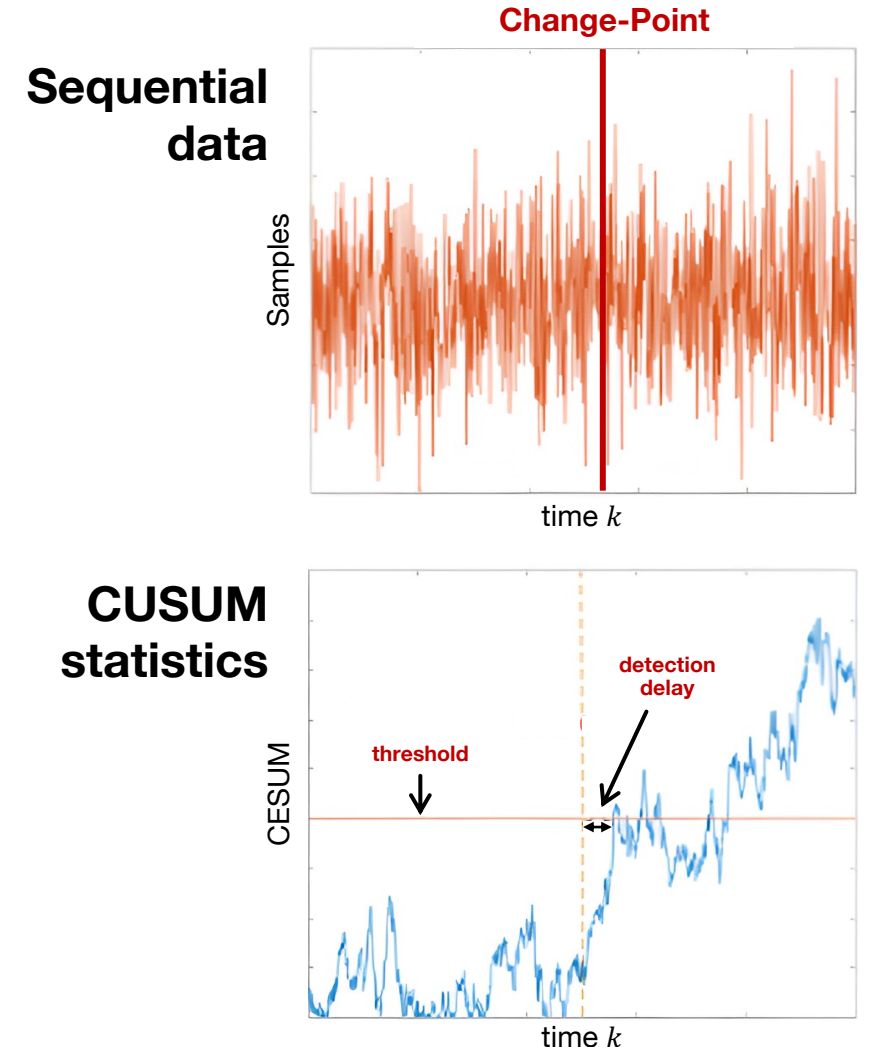 Change-Point
Sequential
data
Samples
time k
CUSUM
statistics
detection
delay
threshold
CESUM
time k